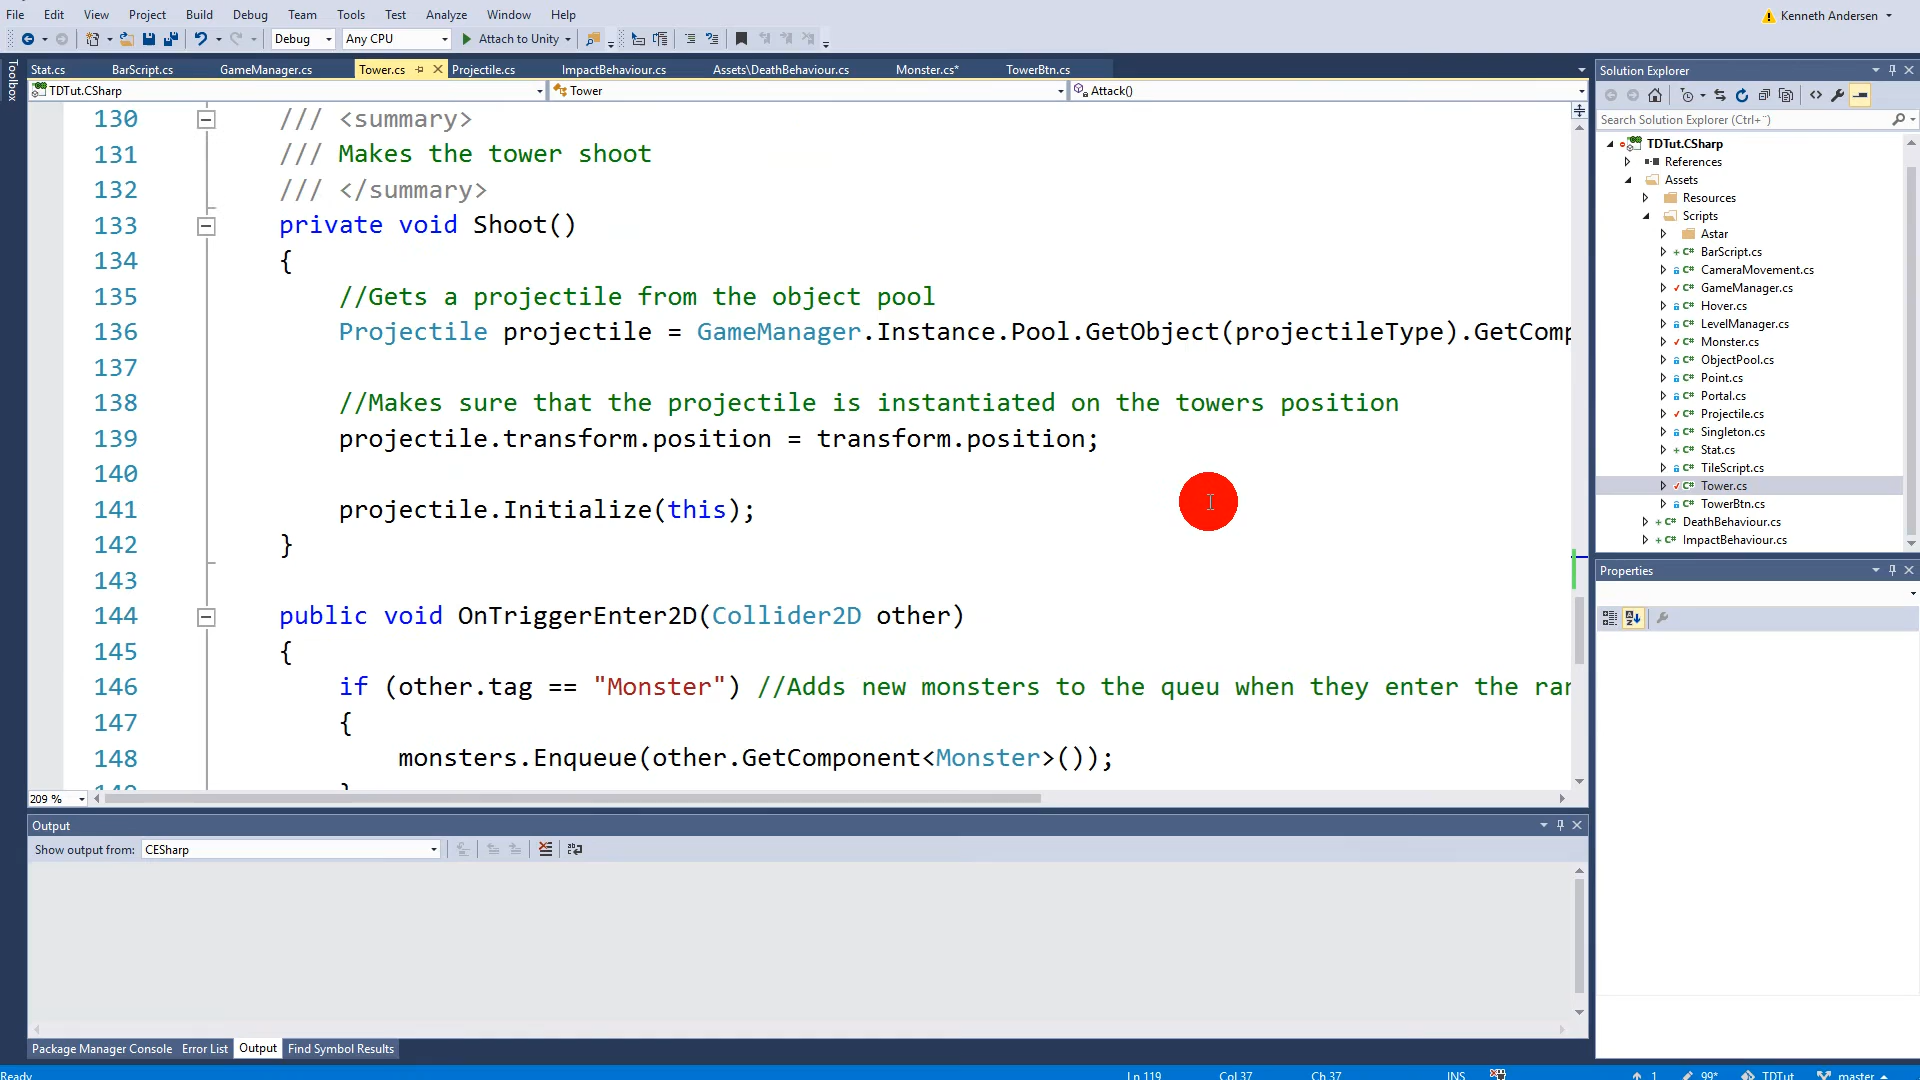 File Edit View Project Build Debug Team Tools Test Analyze Window Help
Kenneth Andersen
Debug Any CPU Attach to Unity
Toolbox
Stat.cs BarScript.cs GameManager.cs Tower.cs Projectile.cs ImpactBehaviour.cs Assets\DeathBehaviour.cs Monster.cs* TowerBtn.cs
TDTut.CSharp Tower Attack()
130 /// <summary>
131 /// Makes the tower shoot
132 /// </summary>
133 private void Shoot()
134 {
135 //Gets a projectile from the object pool
136 Projectile projectile = GameManager.Instance.Pool.GetObject(projectileType).GetComp
137
138 //Makes sure that the projectile is instantiated on the towers position
139 projectile.transform.position = transform.position;
140
141 projectile.Initialize(this);
142 }
143
144 public void OnTriggerEnter2D(Collider2D other)
145 {
146 if (other.tag == "Monster") //Adds new monsters to the queu when they enter the ran
147 {
148 monsters.Enqueue(other.GetComponent<Monster>());
209 %
Output
Show output from: CESharp
Package Manager Console Error List Output Find Symbol Results
Solution Explorer
Search Solution Explorer (Ctrl+¨)
TDTut.CSharp
References
Assets
Resources
Scripts
Astar
BarScript.cs
CameraMovement.cs
GameManager.cs
Hover.cs
LevelManager.cs
Monster.cs
ObjectPool.cs
Point.cs
Portal.cs
Projectile.cs
Singleton.cs
Stat.cs
TileScript.cs
Tower.cs
TowerBtn.cs
DeathBehaviour.cs
ImpactBehaviour.cs
Properties
Ready Ln 119 Col 37 Ch 37 INS 1 99* TDTut master